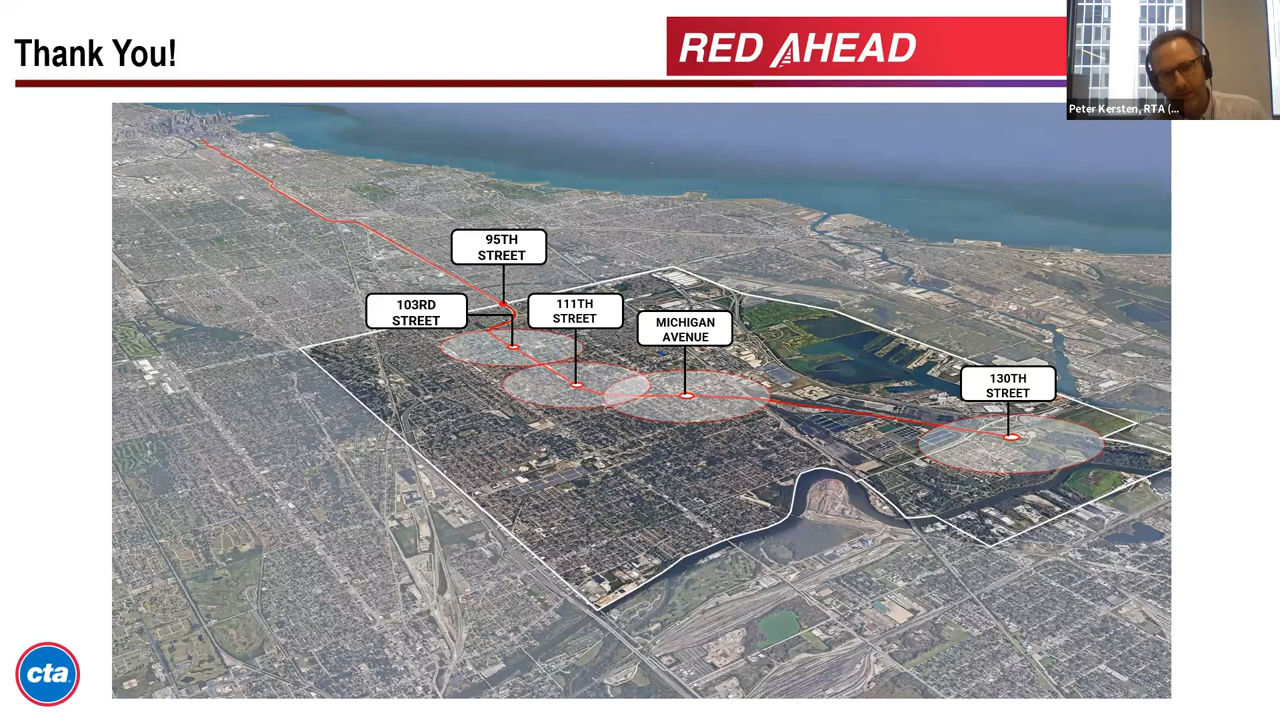 Thank You!
RED AHEAD
Peter Kersten, RTA (...
95TH
STREET
103RD
STREET
111TH
STREET
MICHIGAN
AVENUE
130TH
STREET
cta